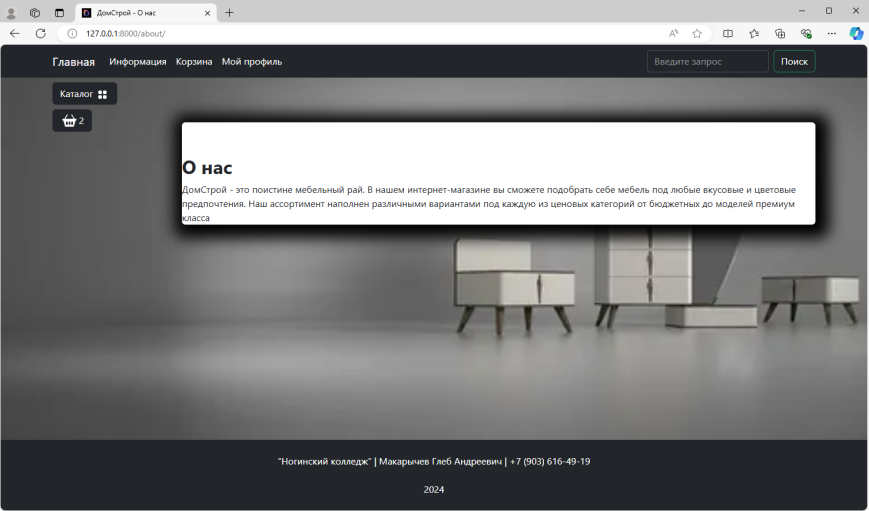 ДомСтрой - О нас
127.0.0.1:8000/about/
Главная Информация Корзина Мой профиль Введите запрос Поиск
Каталог
2
О нас
ДомСтрой - это поистине мебельный рай. В нашем интернет-магазине вы сможете подобрать себе мебель под любые вкусовые и цветовые
предпочтения. Наш ассортимент наполнен различными вариантами под каждую из ценовых категорий от бюджетных до моделей премиум
класса
"Ногинский колледж" | Макарычев Глеб Андреевич | +7 (903) 616-49-19
2024